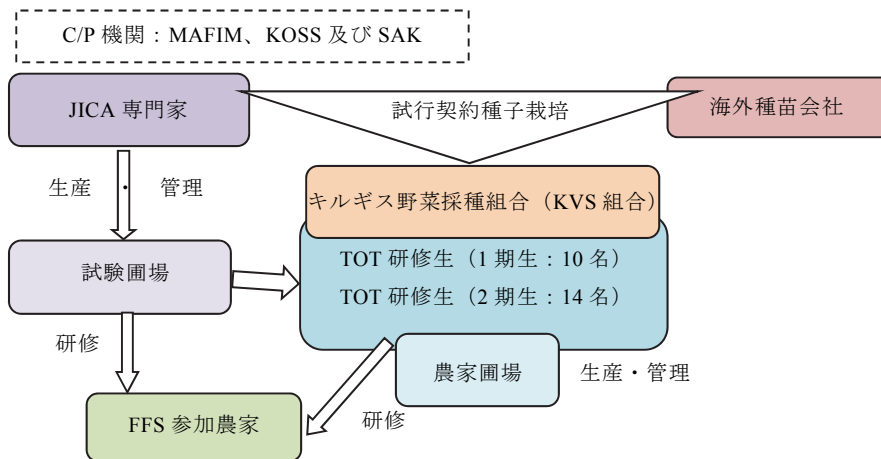 C/P 機関：MAFIM、KOSS 及び SAK
JICA 専門家
試行契約種子栽培
海外種苗会社
生産・管理
キルギス野菜採種組合（KVS 組合）
TOT 研修生（1 期生：10 名）
TOT 研修生（2 期生：14 名）
試験圃場
研修
農家圃場
生産・管理
FFS 参加農家
研修